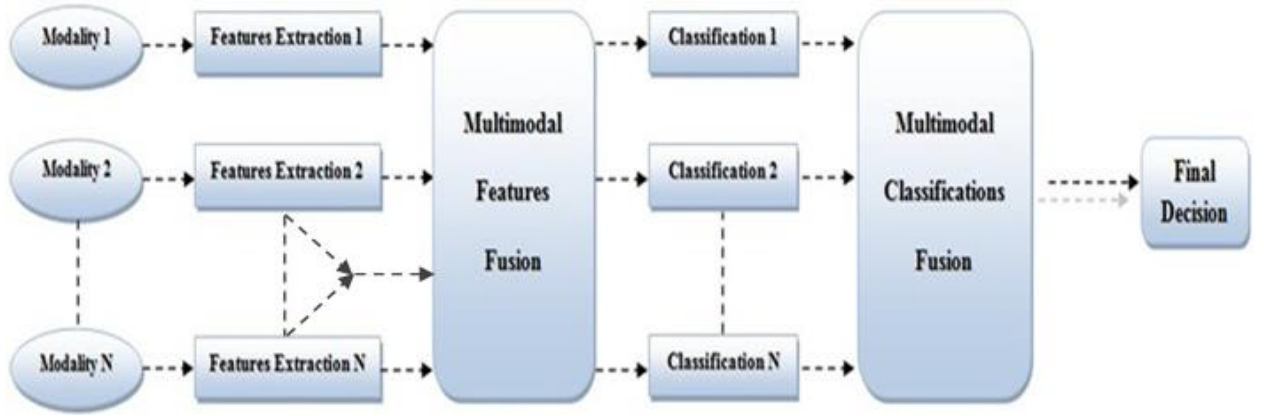 Modality 1
Features Extraction 1
Classification 1
Modality 2
Features Extraction 2
Classification 2
Modality N
Features Extraction N
Classification N
Multimodal
Features
Fusion
Multimodal
Classifications
Fusion
Final
Decision